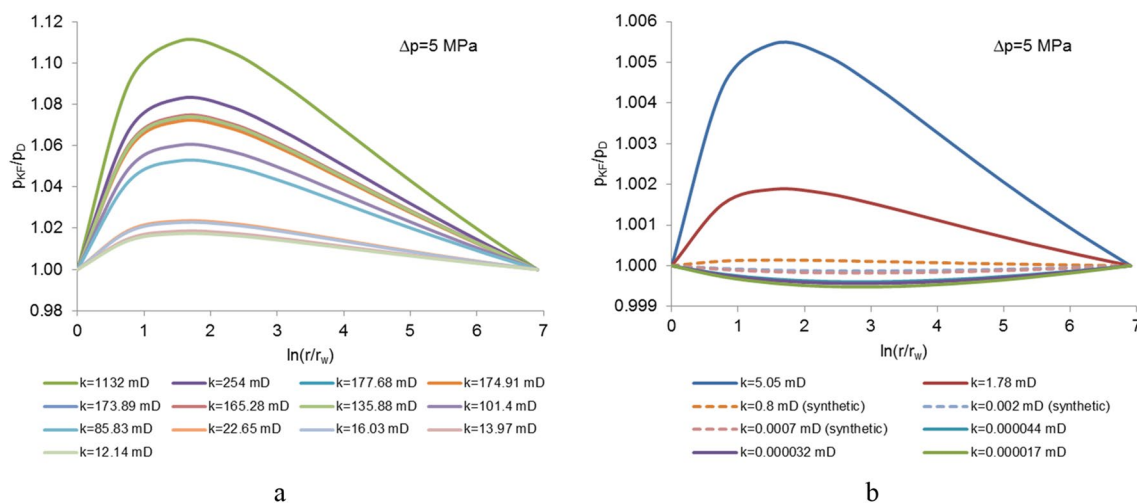 1.12
1.10
1.08
1.06
1.04
1.02
1.00
0.98
pKF/pD
Δp=5 MPa
0 1 2 3 4 5 6 7
ln(r/rw)
k=1132 mD k=254 mD k=177.68 mD k=174.91 mD
k=173.89 mD k=165.28 mD k=135.88 mD k=101.4 mD
k=85.83 mD k=22.65 mD k=16.03 mD k=13.97 mD
k=12.14 mD
a
1.006
1.005
1.004
1.003
1.002
1.001
1.000
0.999
pKF/pD
Δp=5 MPa
0 1 2 3 4 5 6 7
ln(r/rw)
k=5.05 mD k=1.78 mD
k=0.8 mD (synthetic) k=0.002 mD (synthetic)
k=0.0007 mD (synthetic) k=0.000044 mD
k=0.000032 mD k=0.000017 mD
b